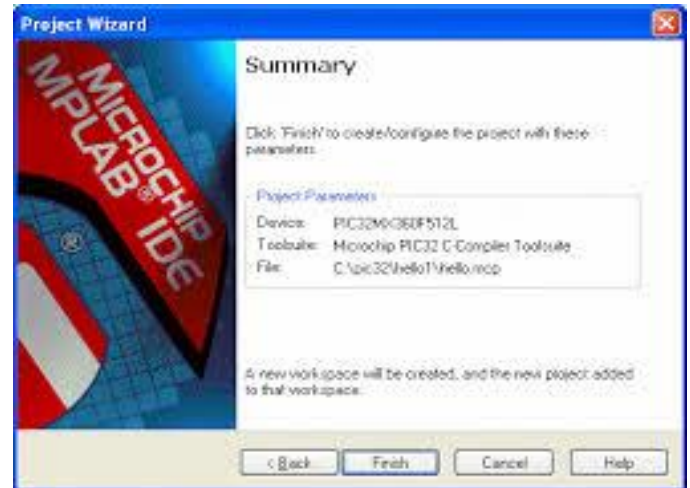 Project Wizard
MICROCHIP
MPLAB® IDE
®
Summary
Click 'Finish' to create/configure the project with these
parameters.
Project Parameters
Device: PIC32MX360F512L
Toolsuite: Microchip PIC32 C-Compiler Toolsuite
File: C:\pic32\hello1\hello.mcp
A new workspace will be created, and the new project added
to that workspace.
< Back
Finish
Cancel
Help